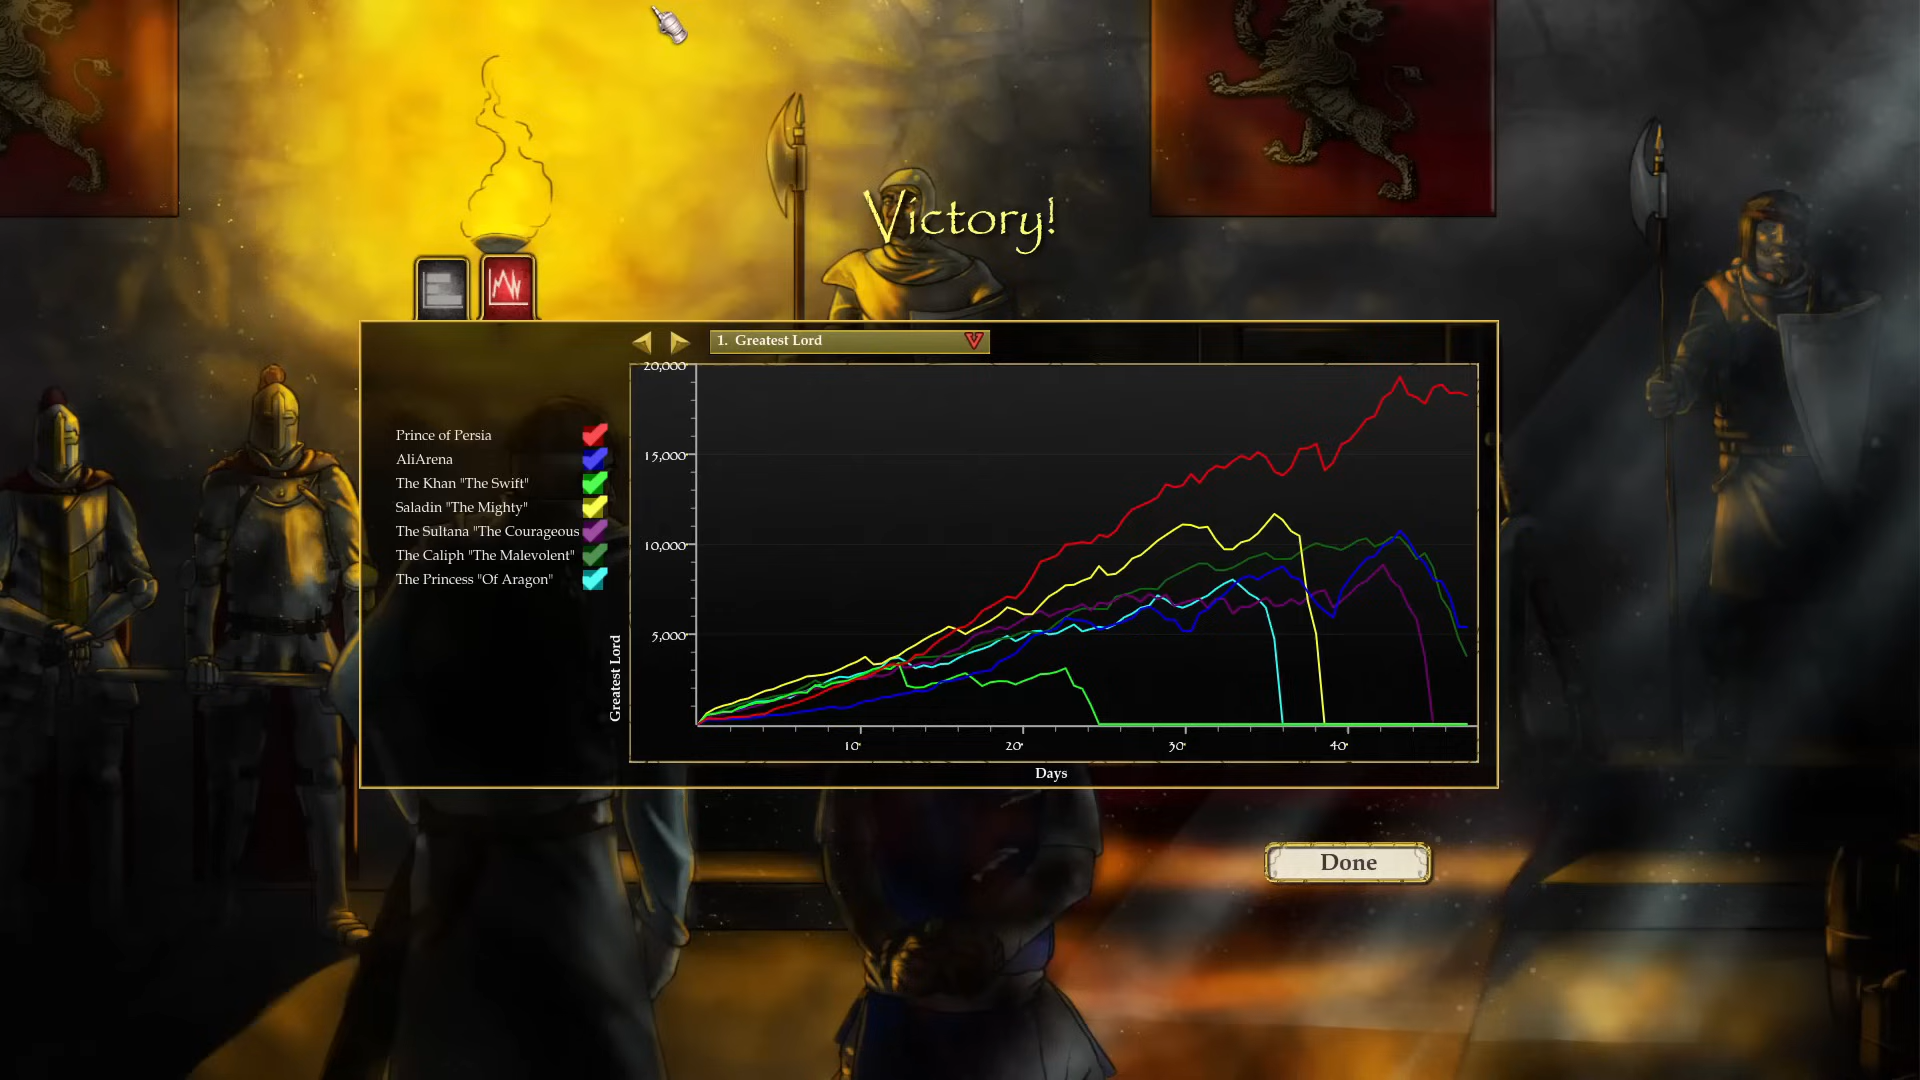 Victory!
1. Greatest Lord
20,000
15,000
10,000
5,000
Prince of Persia
AliArena
The Khan "The Swift"
Saladin "The Mighty"
The Sultana "The Courageous
The Caliph "The Malevolent"
The Princess "Of Aragon"
Greatest Lord
10 20 30 40
Days
Done